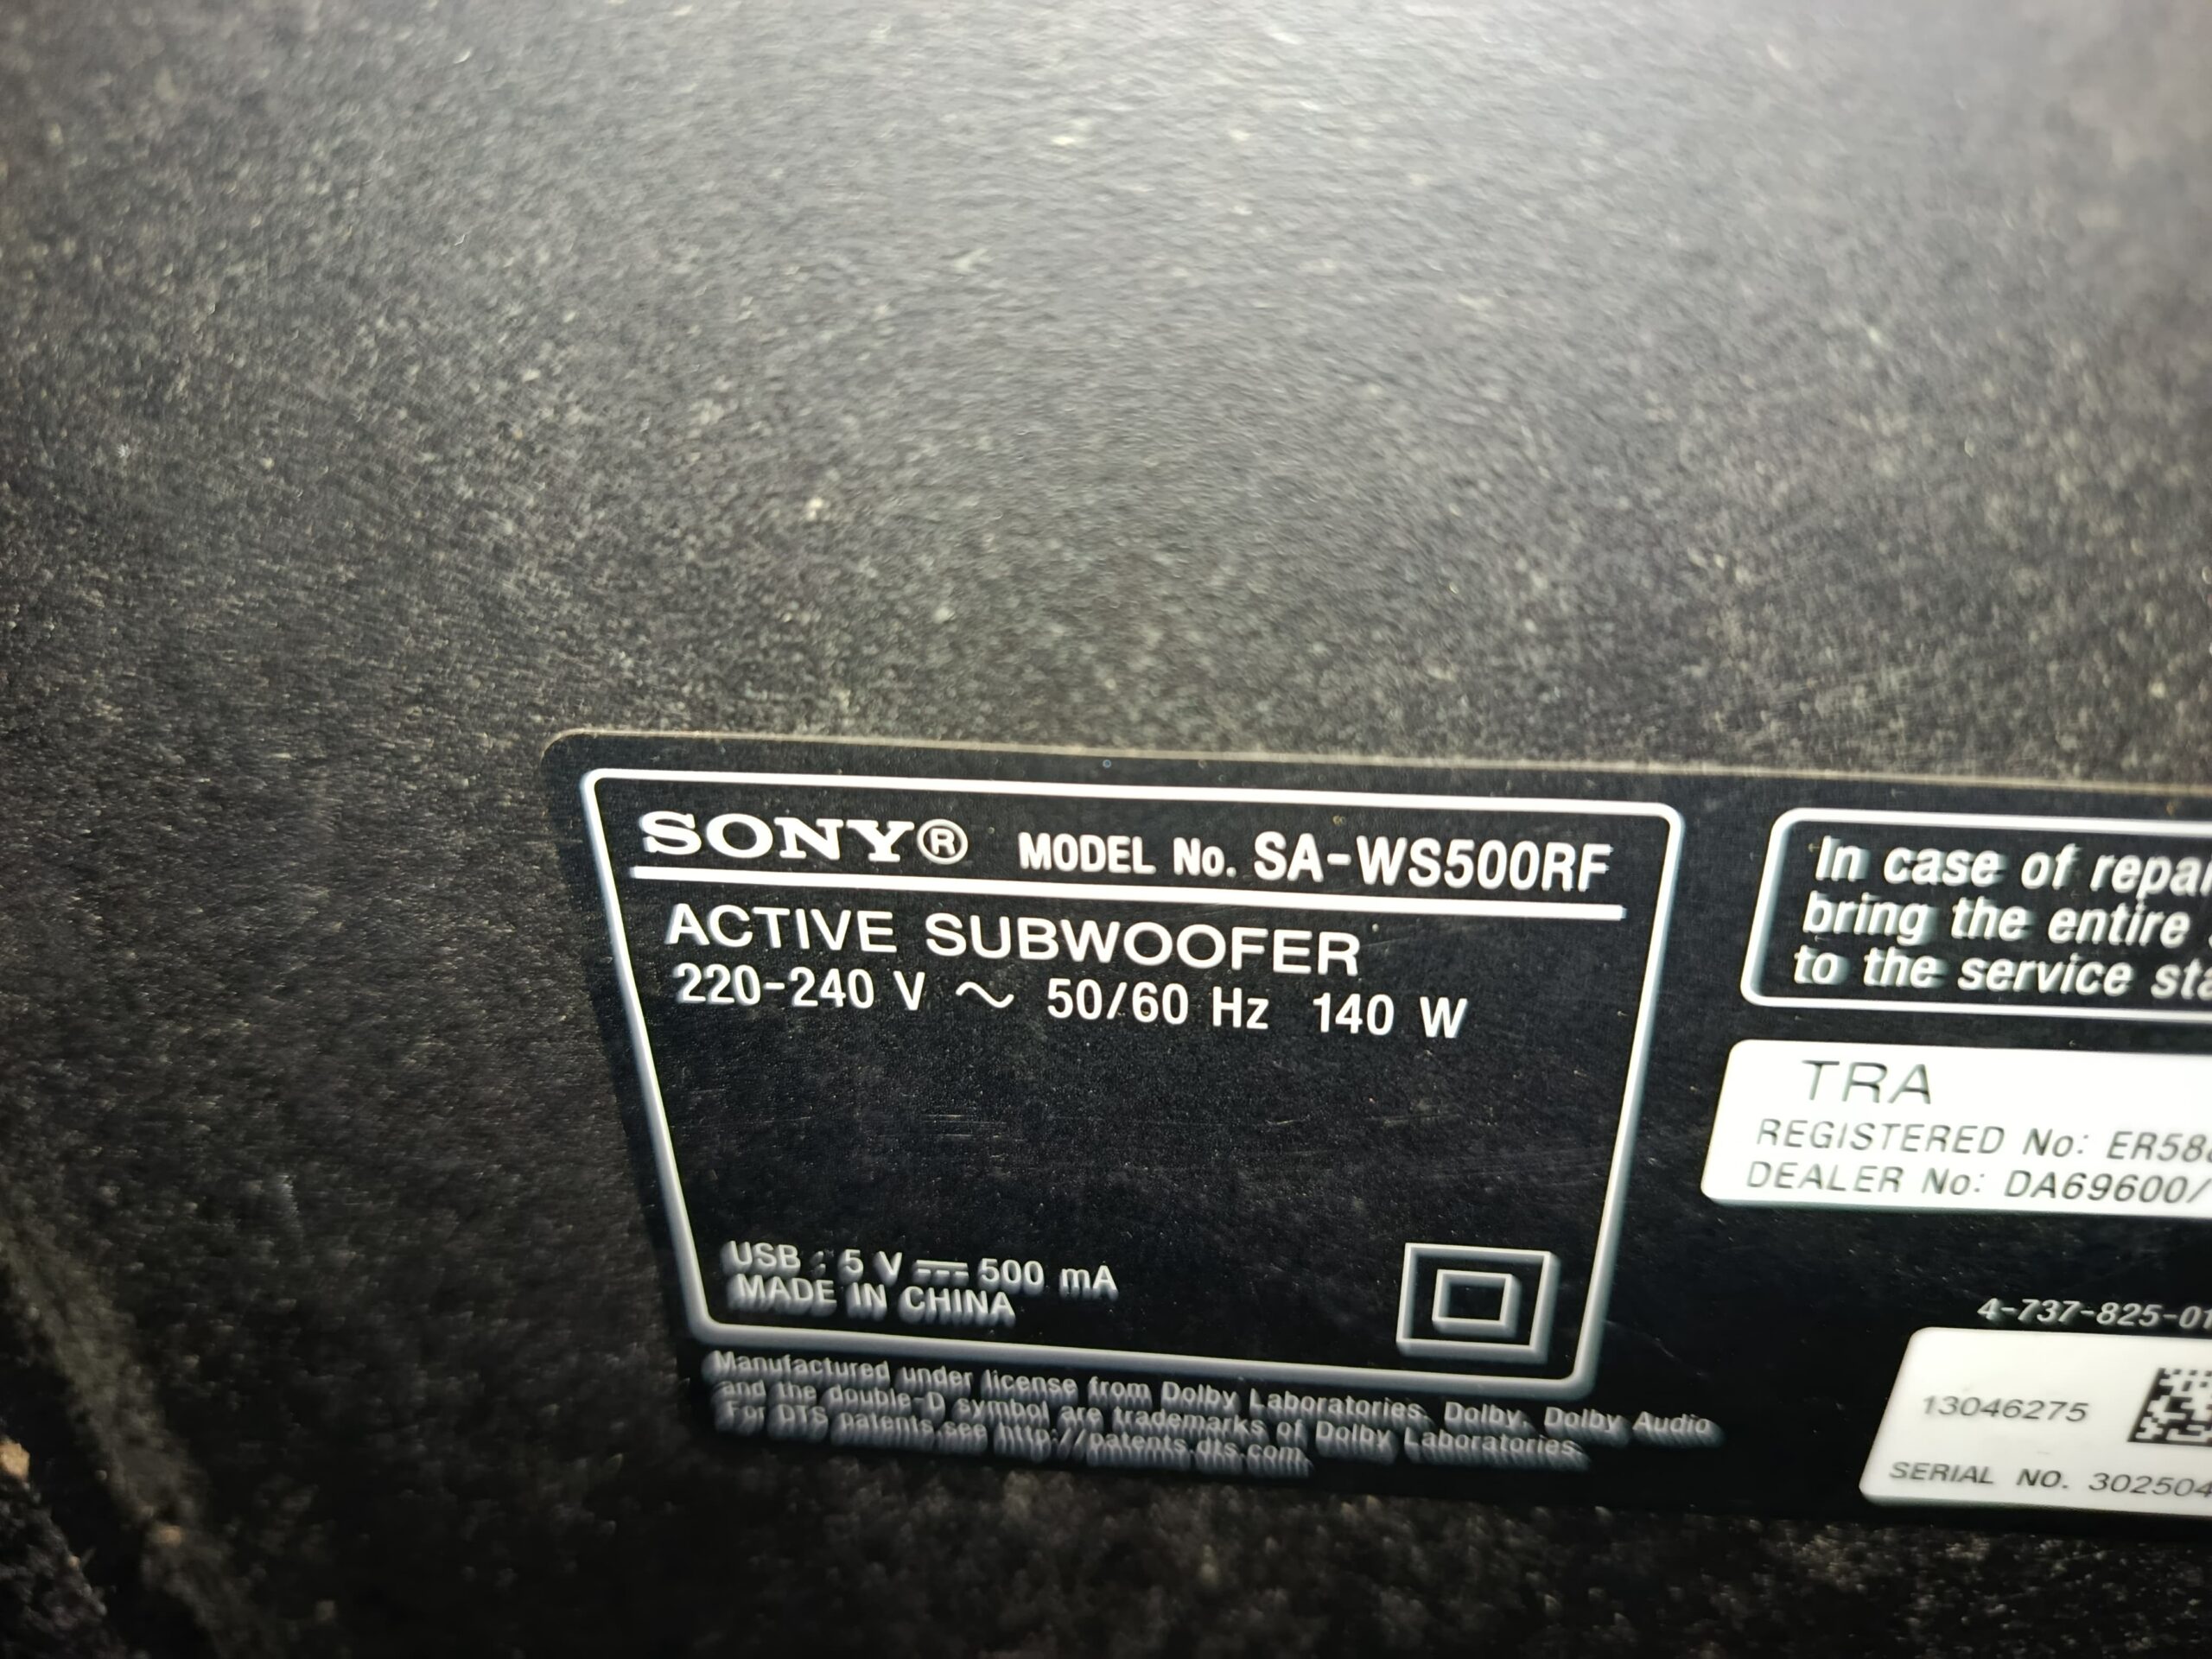 SONY® MODEL No. SA-WS500RF
ACTIVE SUBWOOFER
220-240 V ~ 50/60 Hz 140 W
USB : 5 V ⎓ 500 mA
MADE IN CHINA
Manufactured under license from Dolby Laboratories. Dolby, Dolby Audio
and the double-D symbol are trademarks of Dolby Laboratories.
For DTS patents,see http://patents.dts.com.
In case of
bring the entire
to the service
TRA
REGISTERED No: ER58
DEALER No: DA69600/
4-737-825-01
13046275
SERIAL NO. 302504